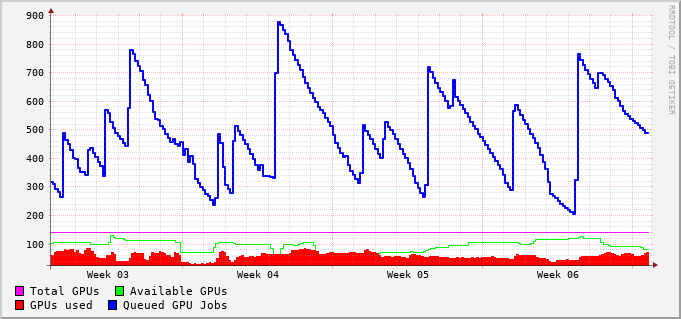 900
800
700
600
500
400
300
200
100
Week 03 Week 04 Week 05 Week 06
Total GPUs Available GPUs
GPUs used Queued GPU Jobs
RRDTOOL / TOBI OETIKER